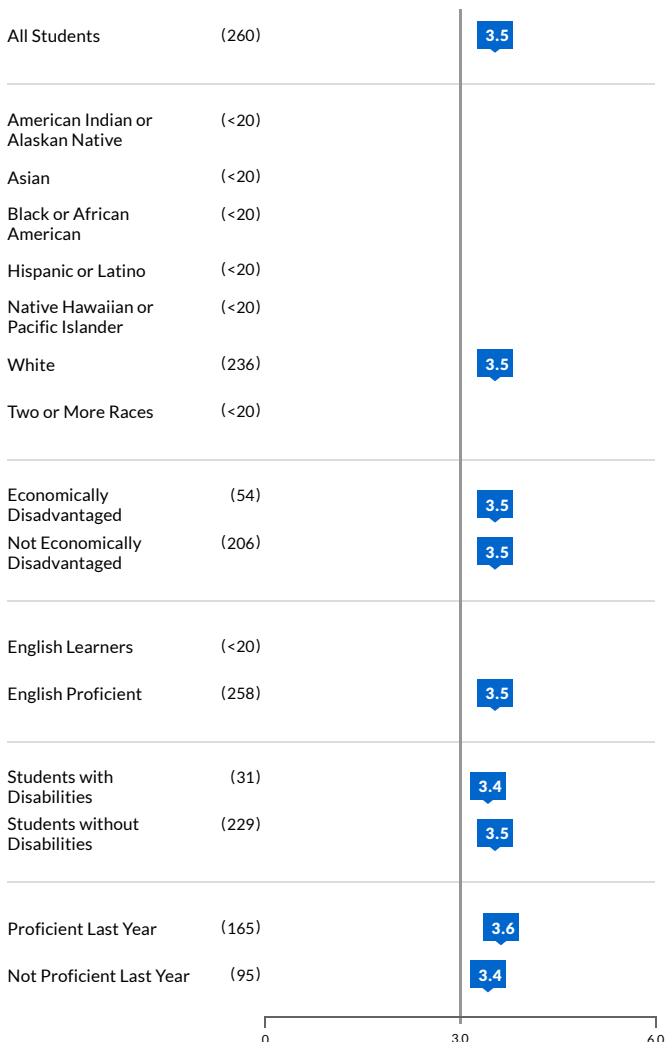 All Students (260) 3.5
American Indian or (<20)
Alaskan Native
Asian (<20)
Black or African (<20)
American
Hispanic or Latino (<20)
Native Hawaiian or (<20)
Pacific Islander
White (236) 3.5
Two or More Races (<20)
Economically (54) 3.5
Disadvantaged
Not Economically (206) 3.5
Disadvantaged
English Learners (<20)
English Proficient (258) 3.5
Students with (31) 3.4
Disabilities
Students without (229) 3.5
Disabilities
Proficient Last Year (165) 3.6
Not Proficient Last Year (95) 3.4
0 3.0 6.0